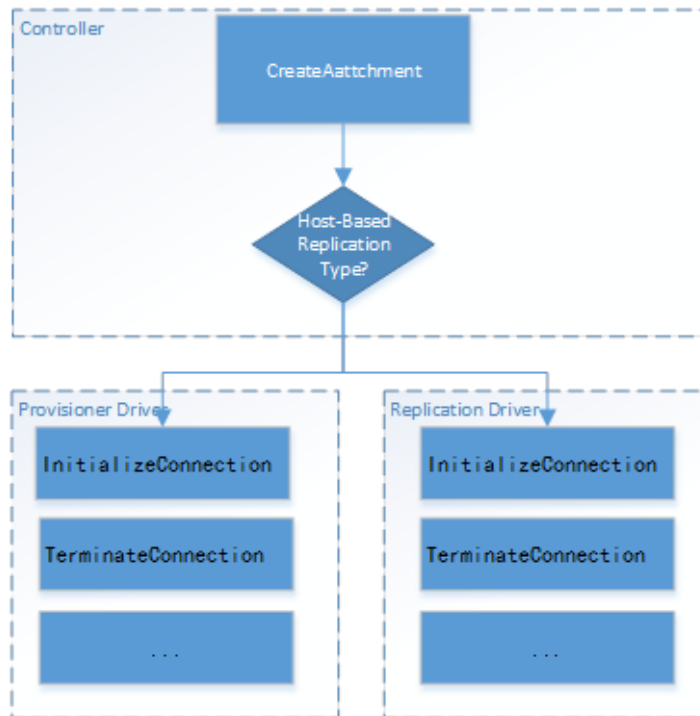 Controller
CreateAattchment
Host-Based
Replication
Type?
Provisioner Driver
InitializeConnection
TerminateConnection
...
Replication Driver
InitializeConnection
TerminateConnection
...